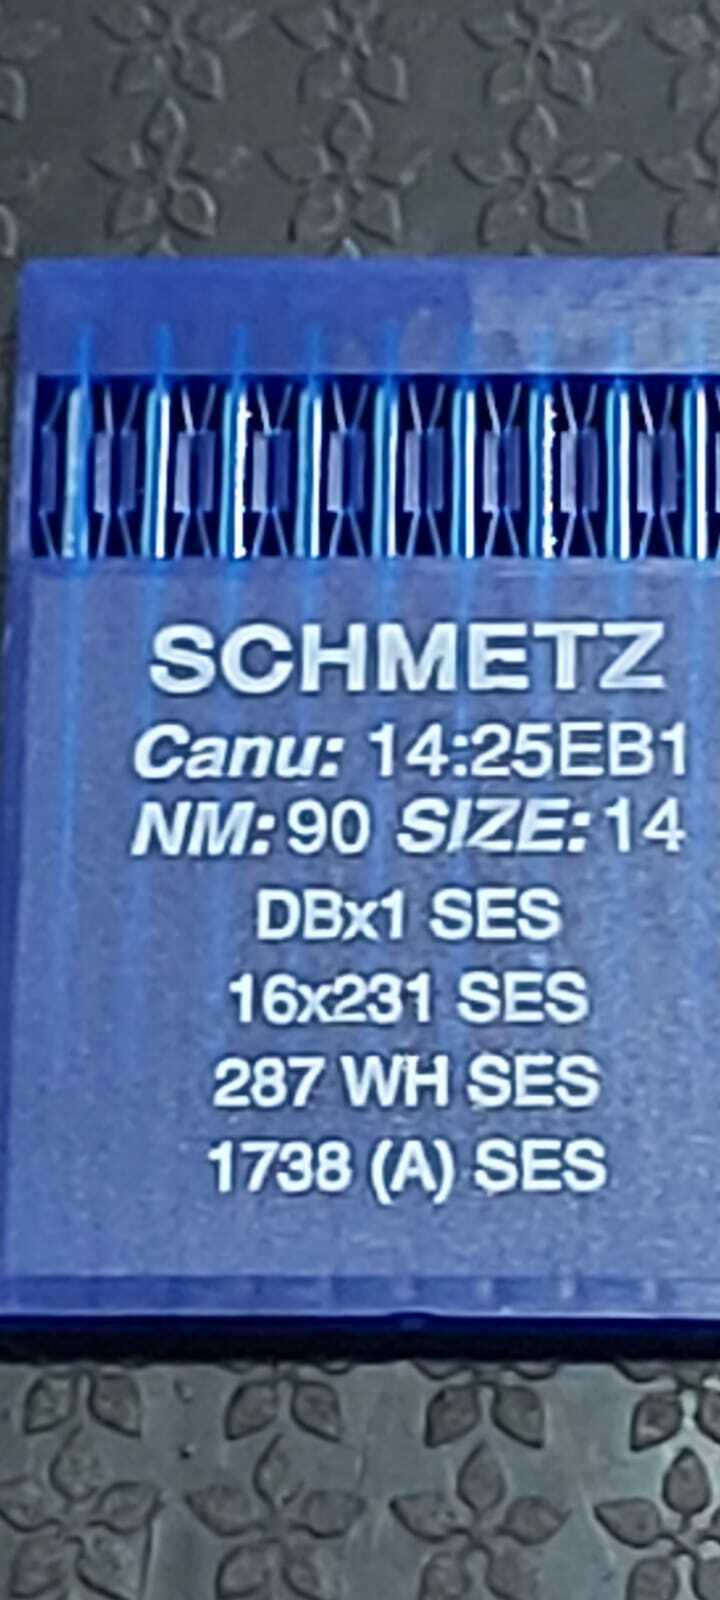 SCHMETZ
Canu: 14:25EB1
NM: 90 SIZE: 14
DBx1 SES
16x231 SES
287 WH SES
1738 (A) SES